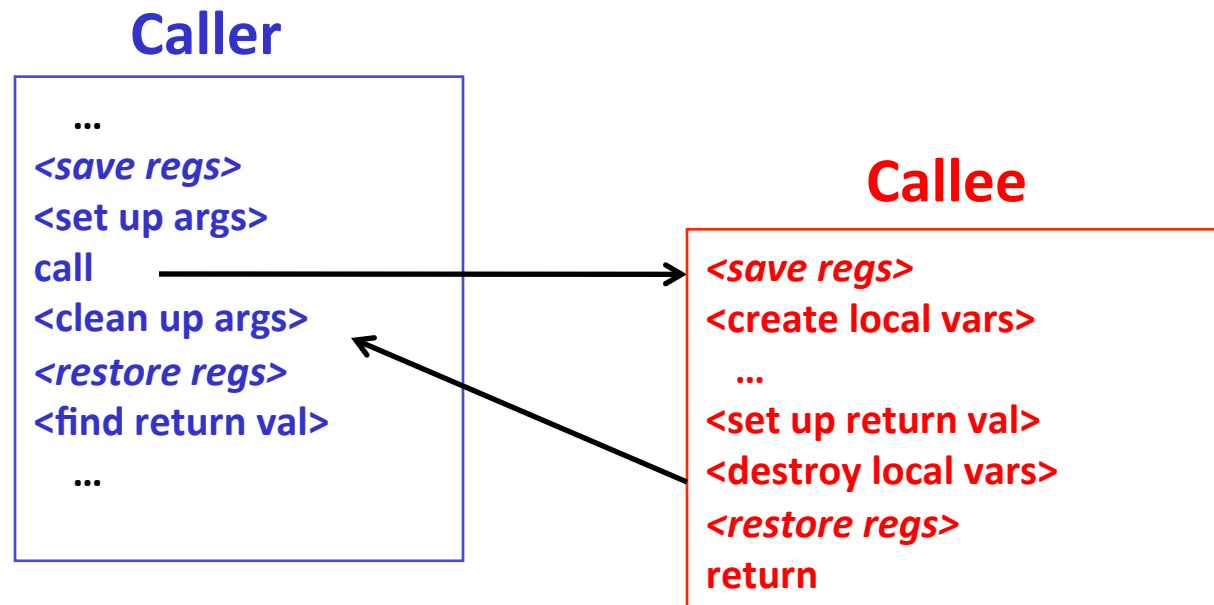 Caller
…
<save regs>
<set up args>
call
<clean up args>
<restore regs>
<find return val>
…
Callee
<save regs>
<create local vars>
…
<set up return val>
<destroy local vars>
<restore regs>
return